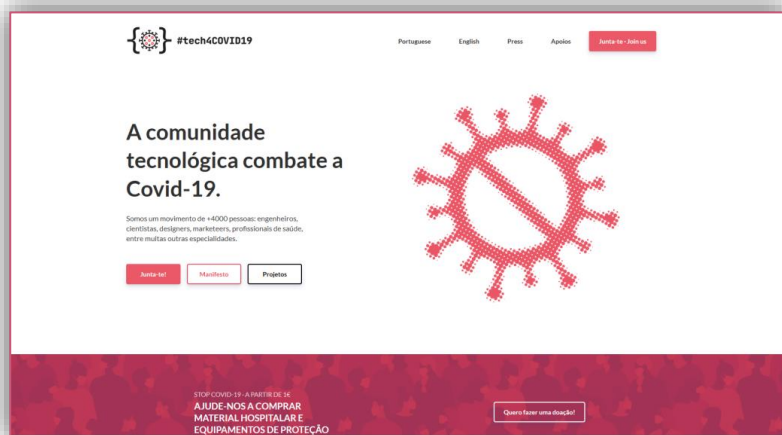 #tech4COVID19
Portuguese English Press Apoios Junta-te - Join us
A comunidade
tecnológica combate a
Covid-19.
Somos um movimento de +4000 pessoas: engenheiros,
cientistas, designers, marketeers, profissionais de saúde,
entre muitas outras especialidades.
Junta-te! Manifesto Projetos
STOP COVID-19 - A PARTIR DE 1€
AJUDE-NOS A COMPRAR
MATERIAL HOSPITALAR E
EQUIPAMENTOS DE PROTEÇÃO
Quero fazer uma doação!